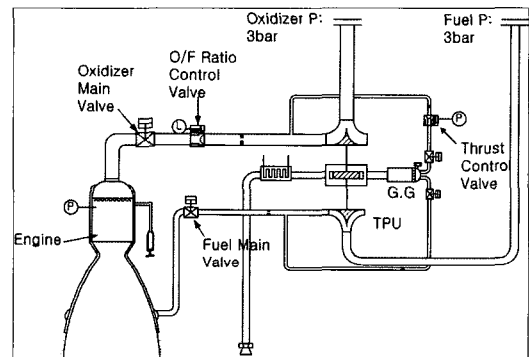 Oxidizer P:
3bar
Fuel P:
3bar
Oxidizer
Main
Valve
O/F Ratio
Control
Valve
L
P
Thrust
Control
Valve
G.G
P
TPU
Engine
Fuel Main
Valve